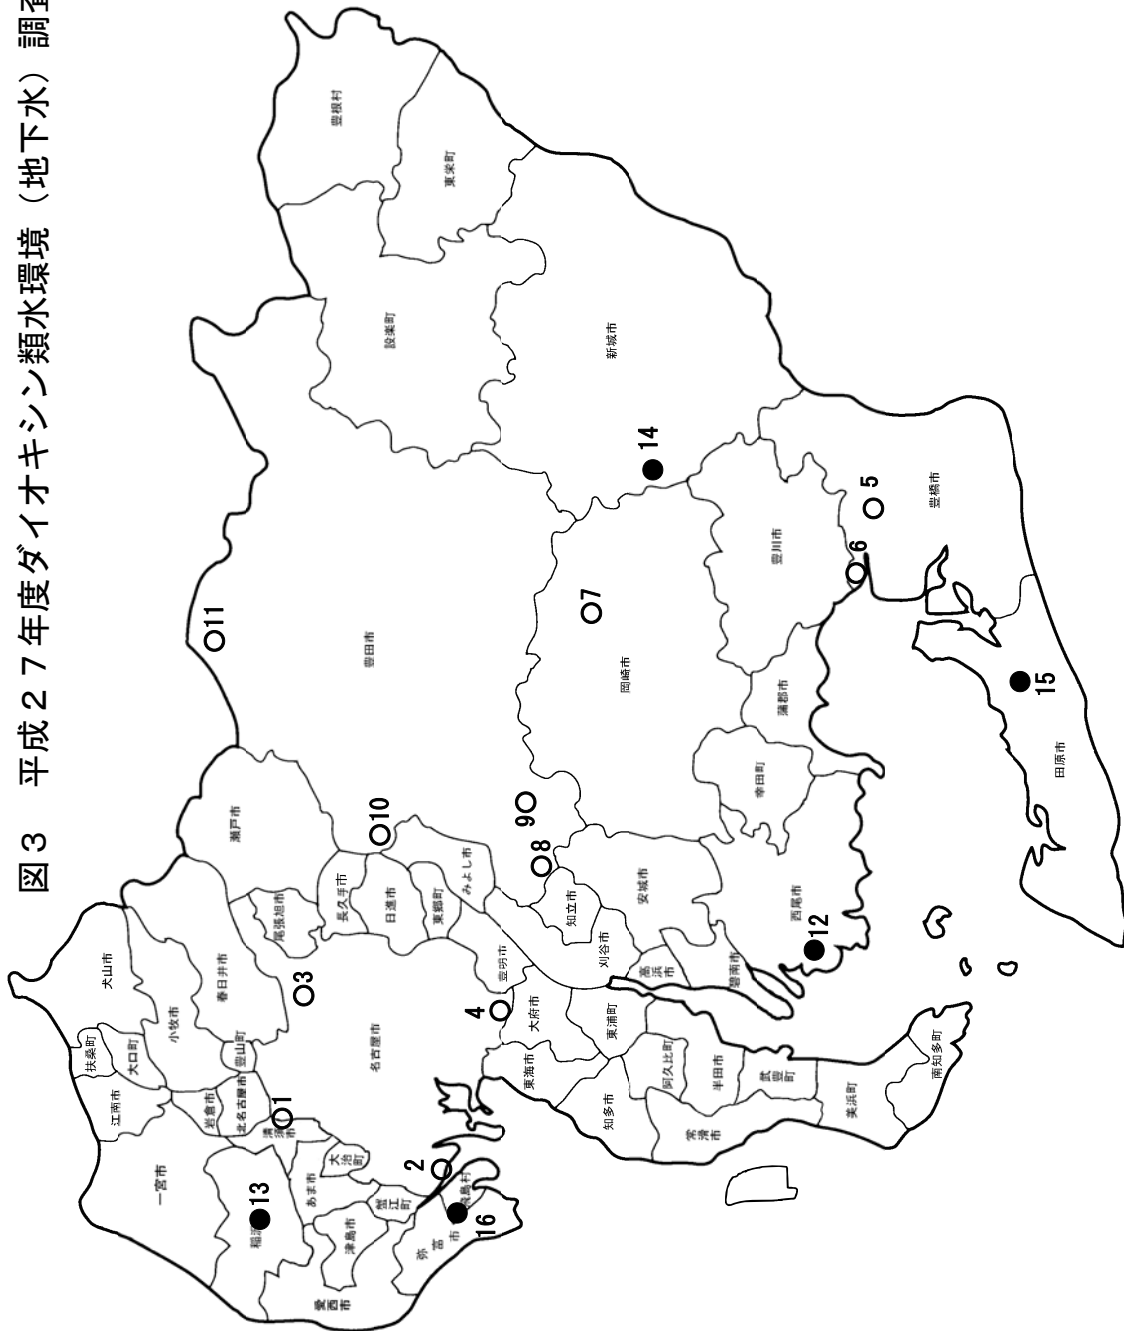 図3 平成27年度ダイオキシン類水環境(地下水)調査
豊根村
東栄町
設楽町
新城市
14
豊川市
5
豊橋市
6
7
岡崎市
11
豊田市
蒲郡市
15
田原市
幸田町
9
8
10
瀬戸市
みよし市
長久手市
日進市
東郷町
尾張旭市
安城市
知立市
刈谷市
西尾市
12
高浜市
碧南市
豊明市
4
大府市
東浦町
東海市
阿久比町
半田市
武豊町
知多市
常滑市
美浜町
南知多町
3
名古屋市
犬山市
春日井市
小牧市
扶桑町
大口町
豊山町
江南市
岩倉市
北名古屋市
1
清須市
一宮市
13
稲沢
あま市
大治町
2
蟹江町
飛島村
16
津島市
弥富市
愛西市